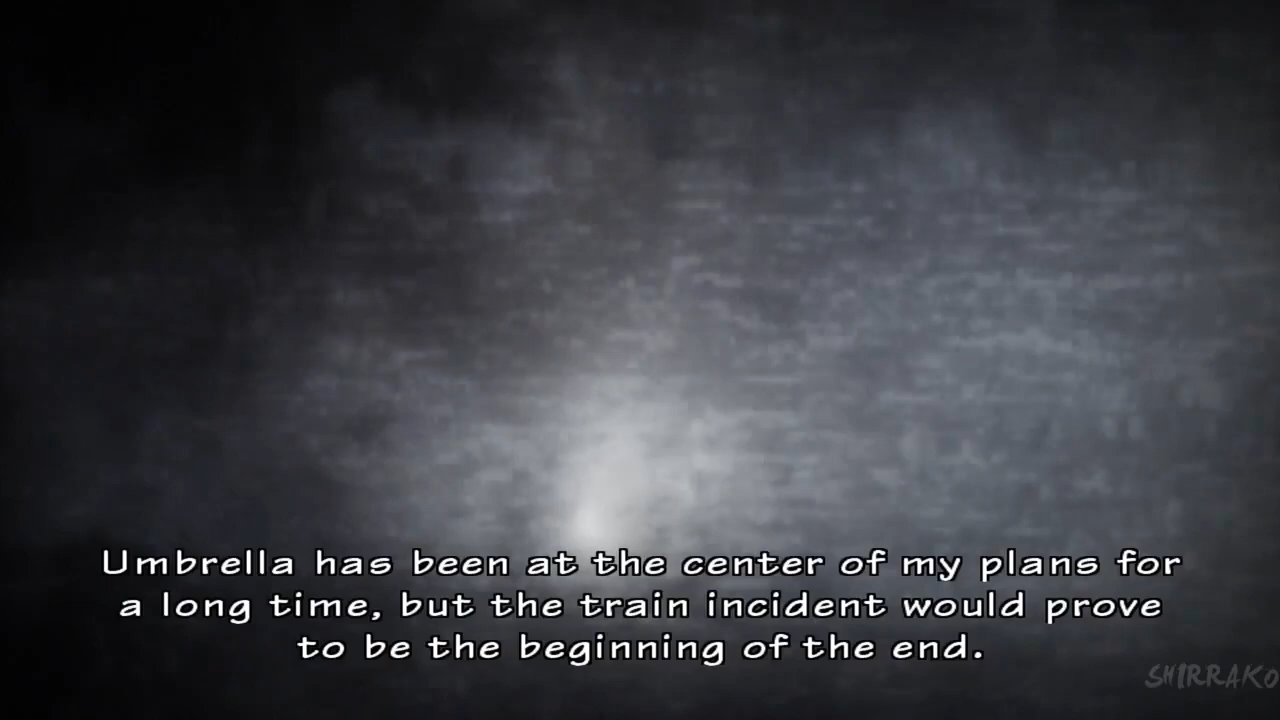 Umbrella has been at the center of my plans for
a long time, but the train incident would prove
to be the beginning of the end.
SHIRRAKO